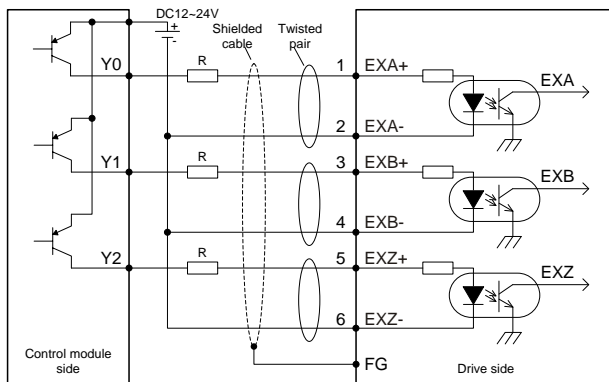 DC12~24V
+
-
Shielded
cable
Twisted
pair
Y0
R
1
EXA+
EXA
2
EXA-
Y1
R
3
EXB+
EXB
4
EXB-
Y2
R
5
EXZ+
EXZ
6
EXZ-
FG
Control module
side
Drive side